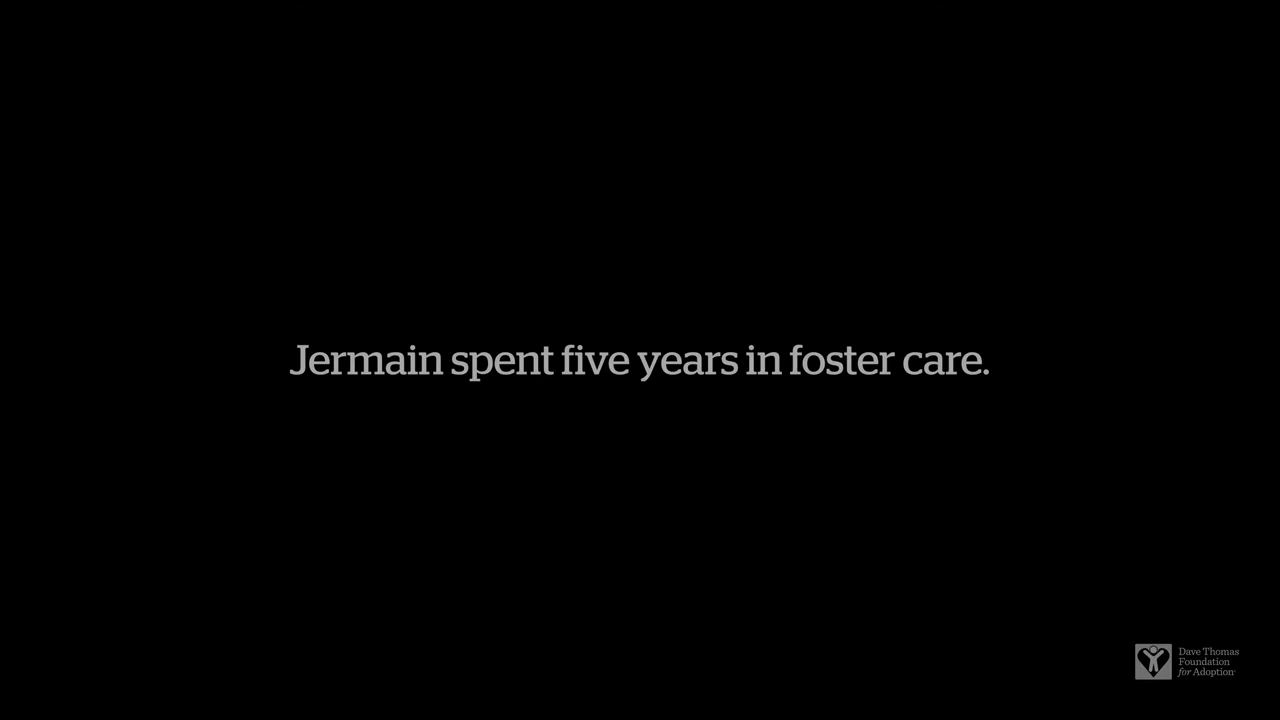 Jermain spent five years in foster care.
Dave Thomas
Foundation
for Adoption